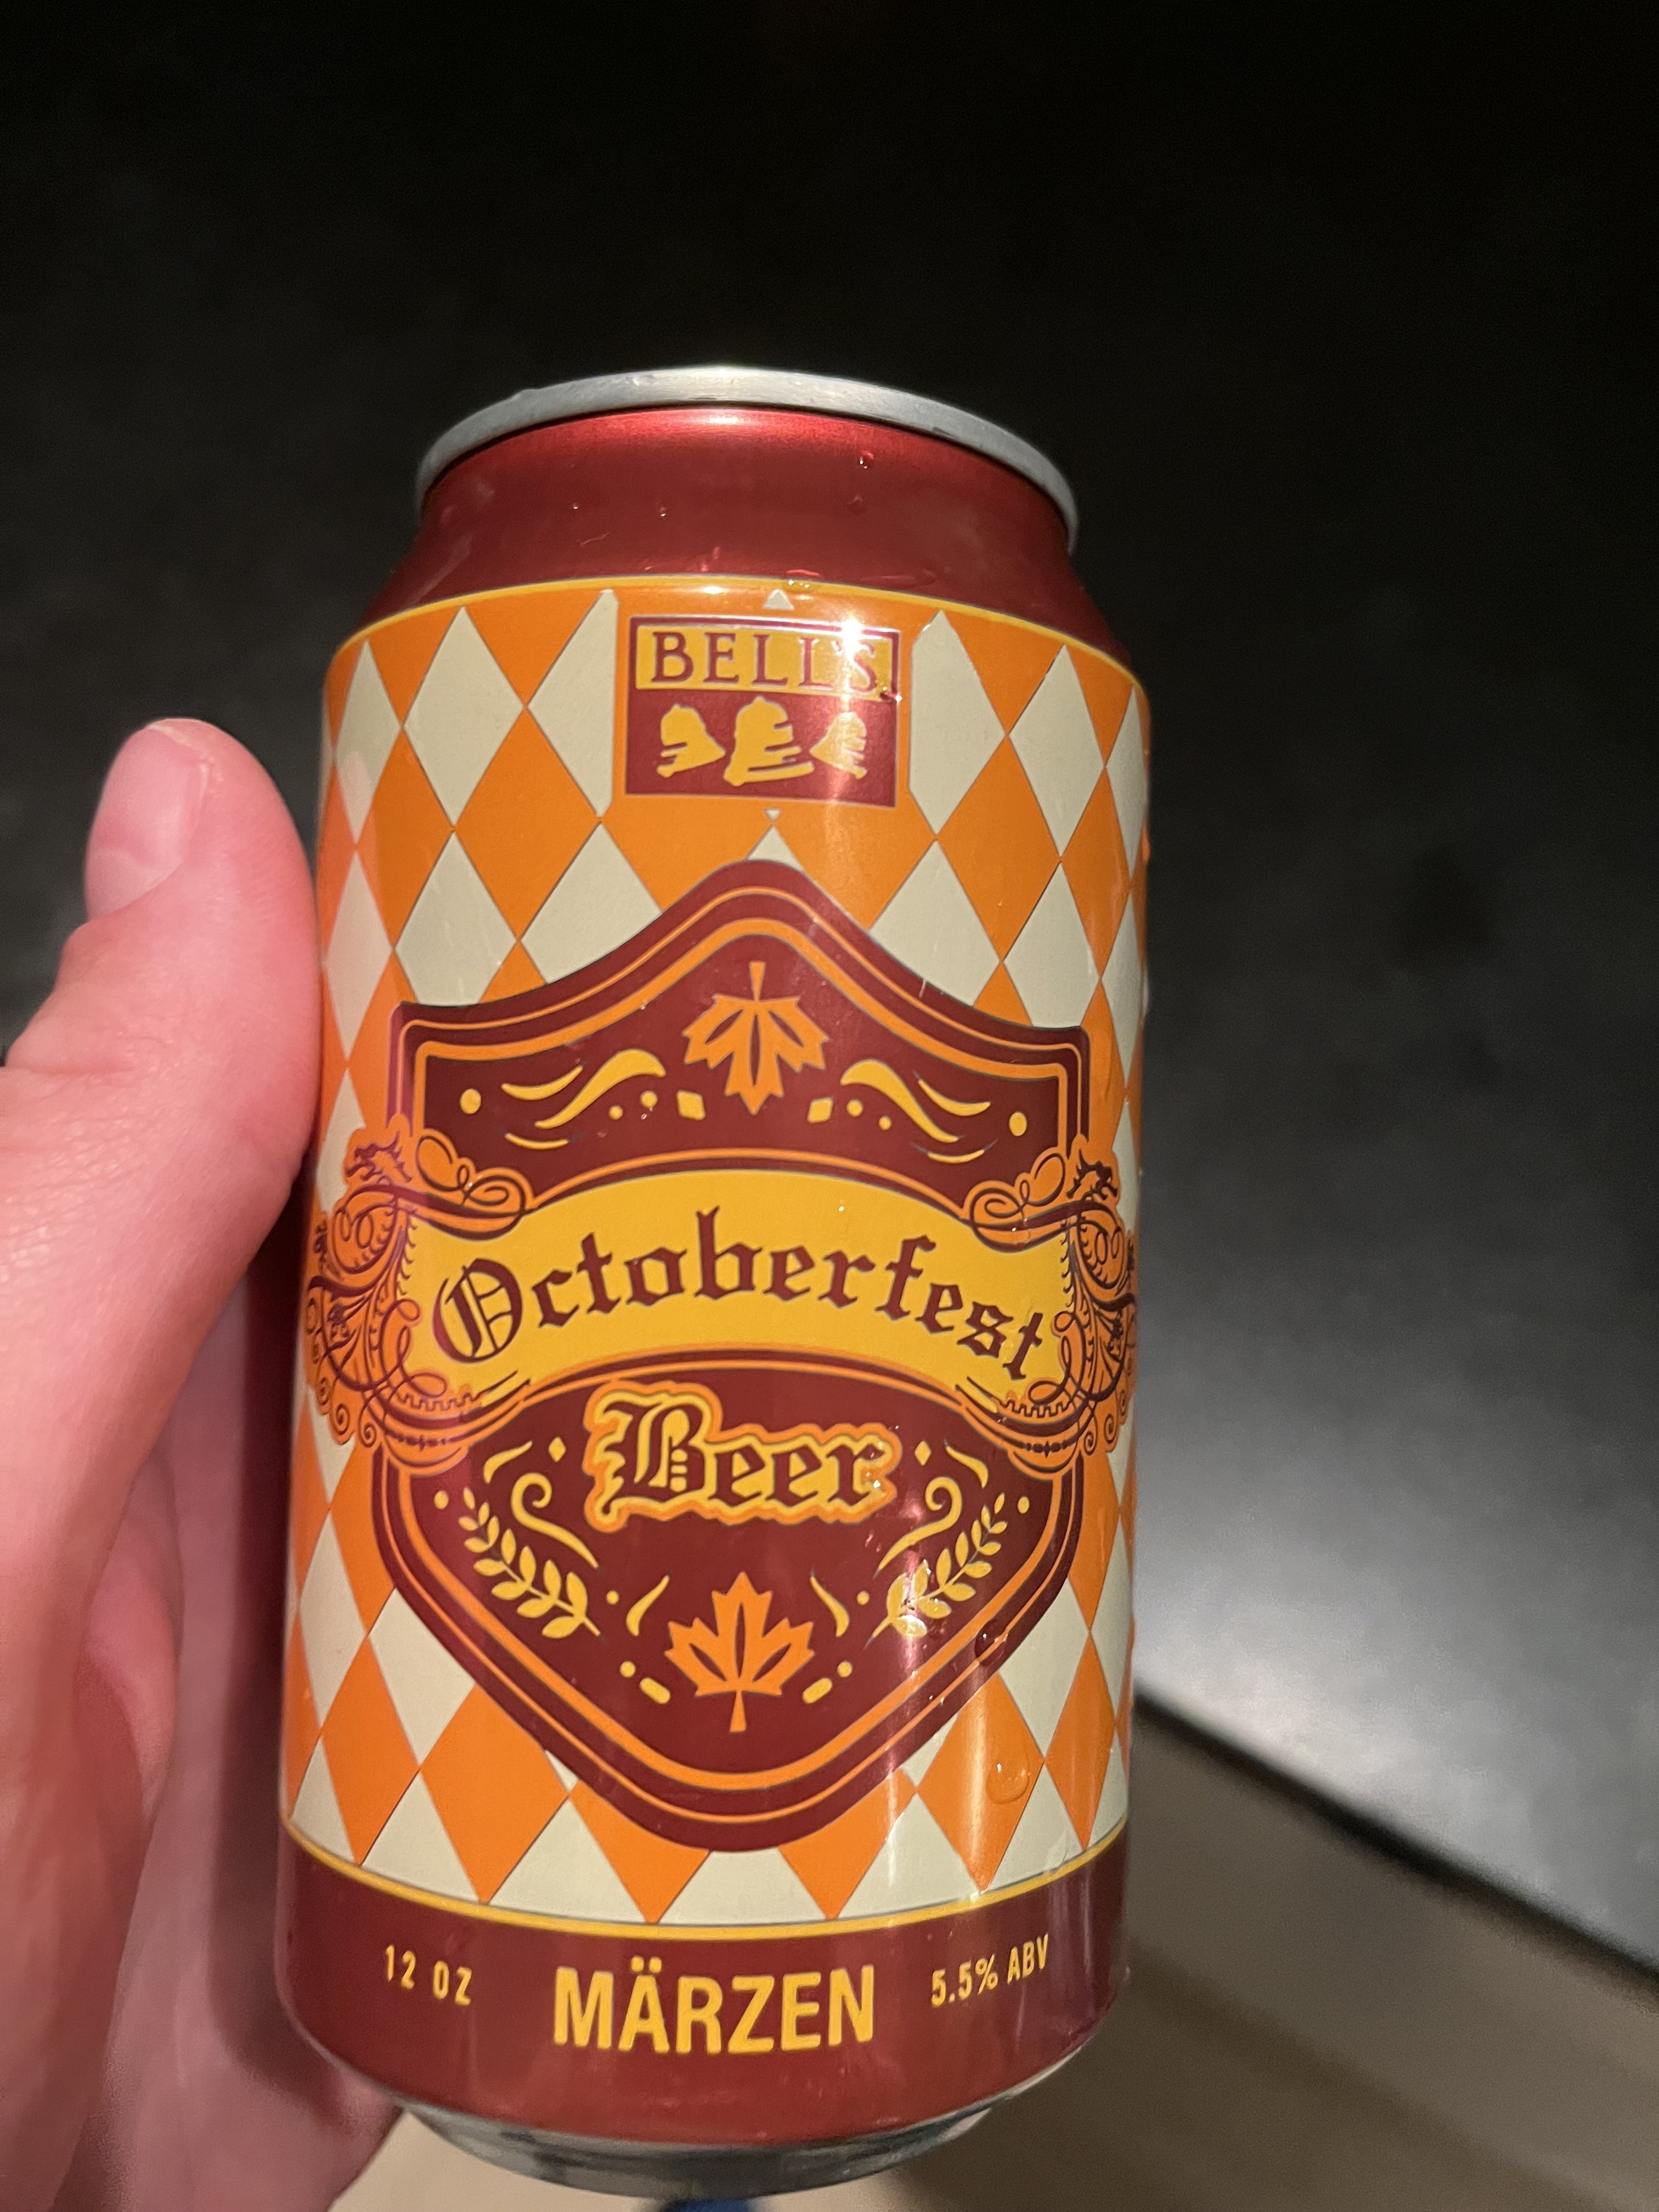 BELL'S
Octoberfest
Beer
12 OZ MÄRZEN 5.5% ABV